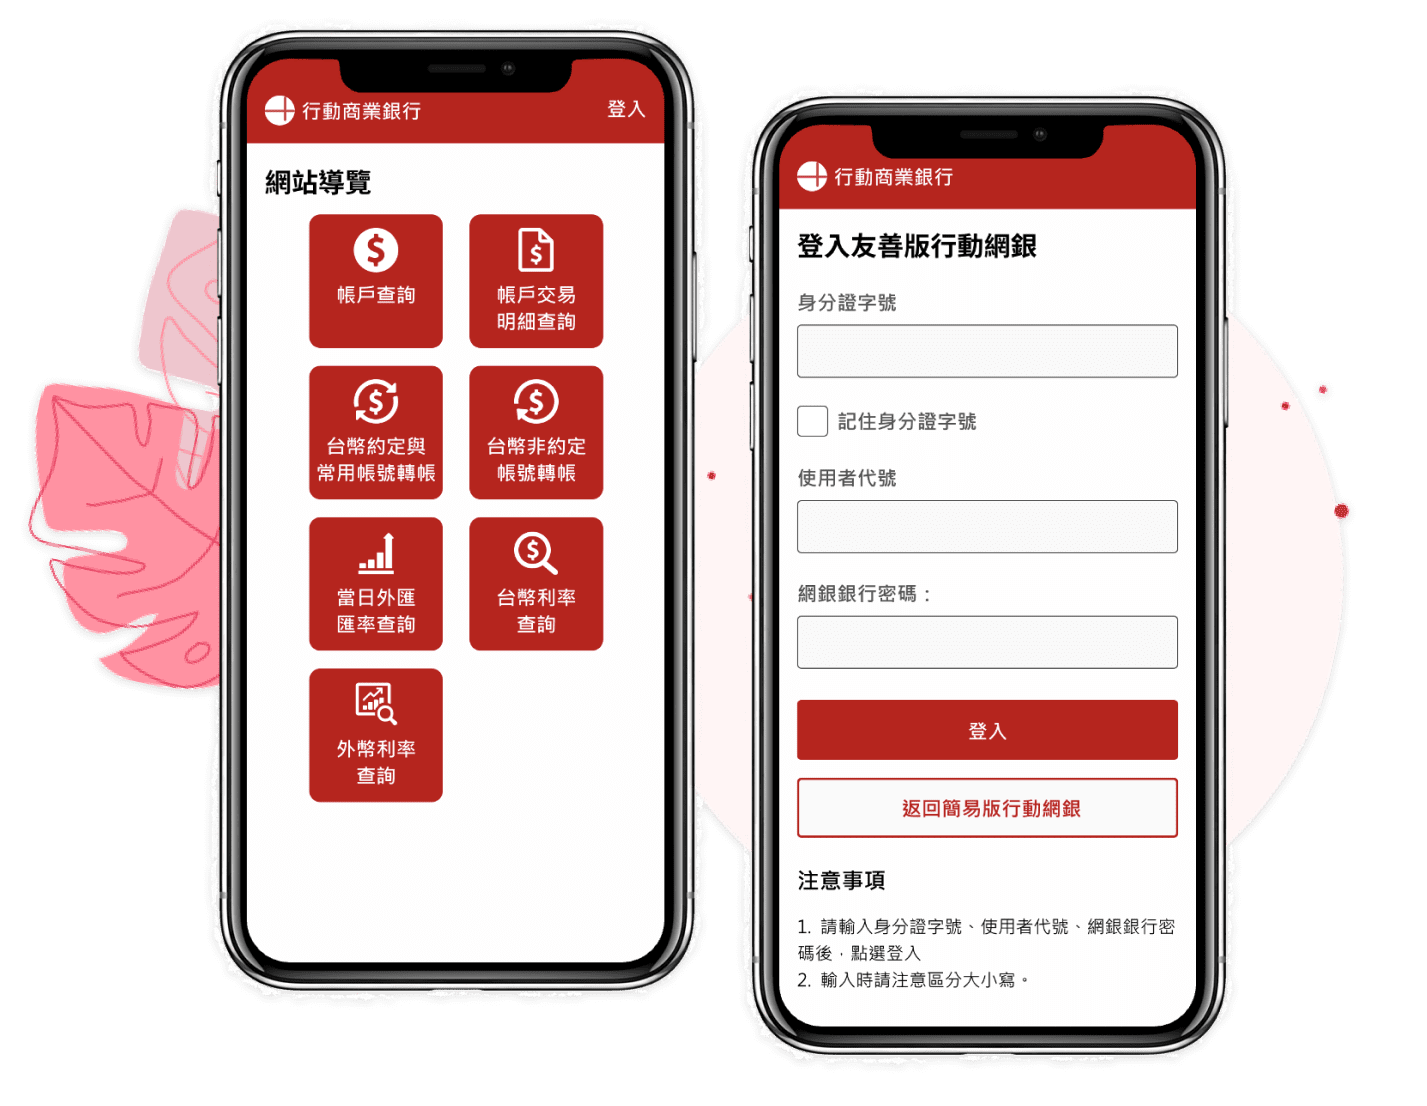 行動商業銀行
登入
網站導覽
帳戶查詢
帳戶交易
明細查詢
台幣約定與
常用帳號轉帳
台幣非約定
帳號轉帳
當日外匯
匯率查詢
台幣利率
查詢
外幣利率
查詢
行動商業銀行
登入友善版行動網銀
身分證字號
記住身分證字號
使用者代號
網銀銀行密碼：
登入
返回簡易版行動網銀
注意事項
1. 請輸入身分證字號、使用者代號、網銀銀行密
碼後，點選登入
2. 輸入時請注意區分大小寫。